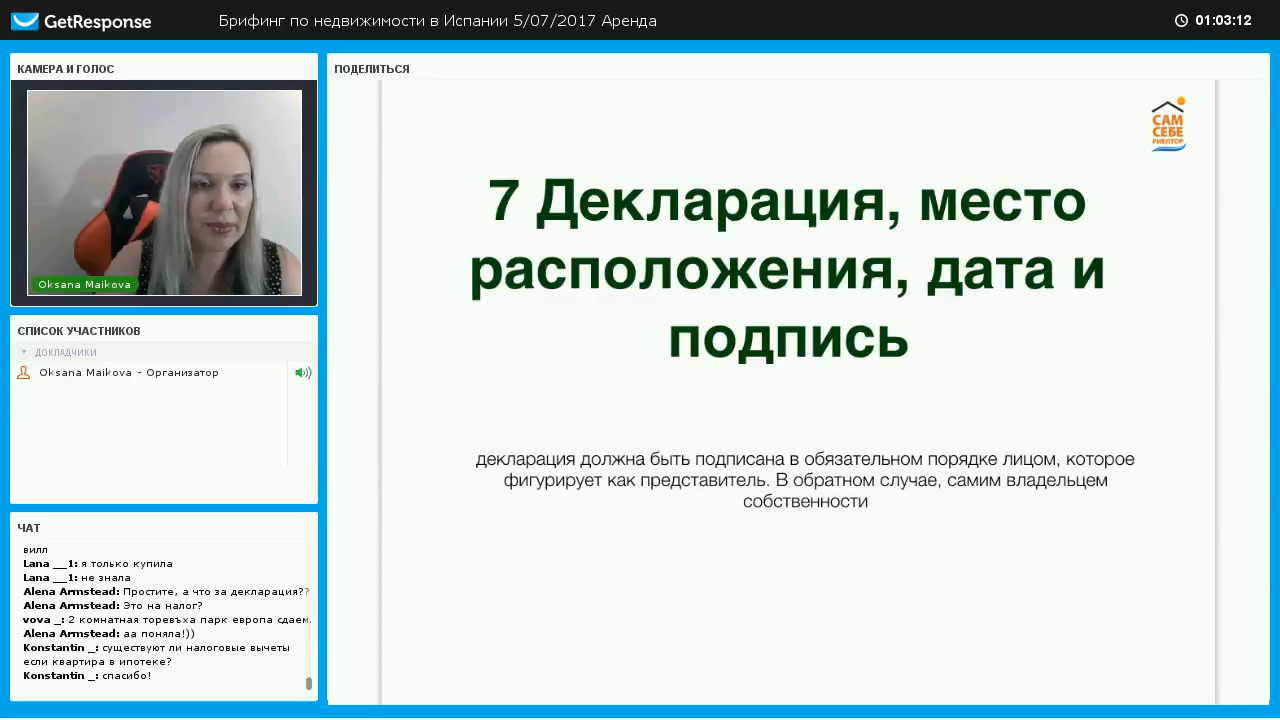 GetResponse
Брифинг по недвижимости в Испании 5/07/2017 Аренда
01:03:12
КАМЕРА И ГОЛОС
Oksana Maikova
СПИСОК УЧАСТНИКОВ
ДОКЛАДЧИКИ
Oksana Maikova - Организатор
ЧАТ
вилл
Lana __1: я только купила
Lana __1: не знала
Alena Armstead: Простите, а что за декларация??
Alena Armstead: Это на налог?
vova _: 2 комнатная торевъха парк европа сдаем.
Alena Armstead: аа поняла!))
Konstantin _: существуют ли налоговые вычеты
если квартира в ипотеке?
Konstantin _: спасибо!
ПОДЕЛИТЬСЯ
САМ
СЕБЕ
РИЕЛТОР
7 Декларация, место
расположения, дата и
подпись
декларация должна быть подписана в обязательном порядке лицом, которое
фигурирует как представитель. В обратном случае, самим владельцем
собственности